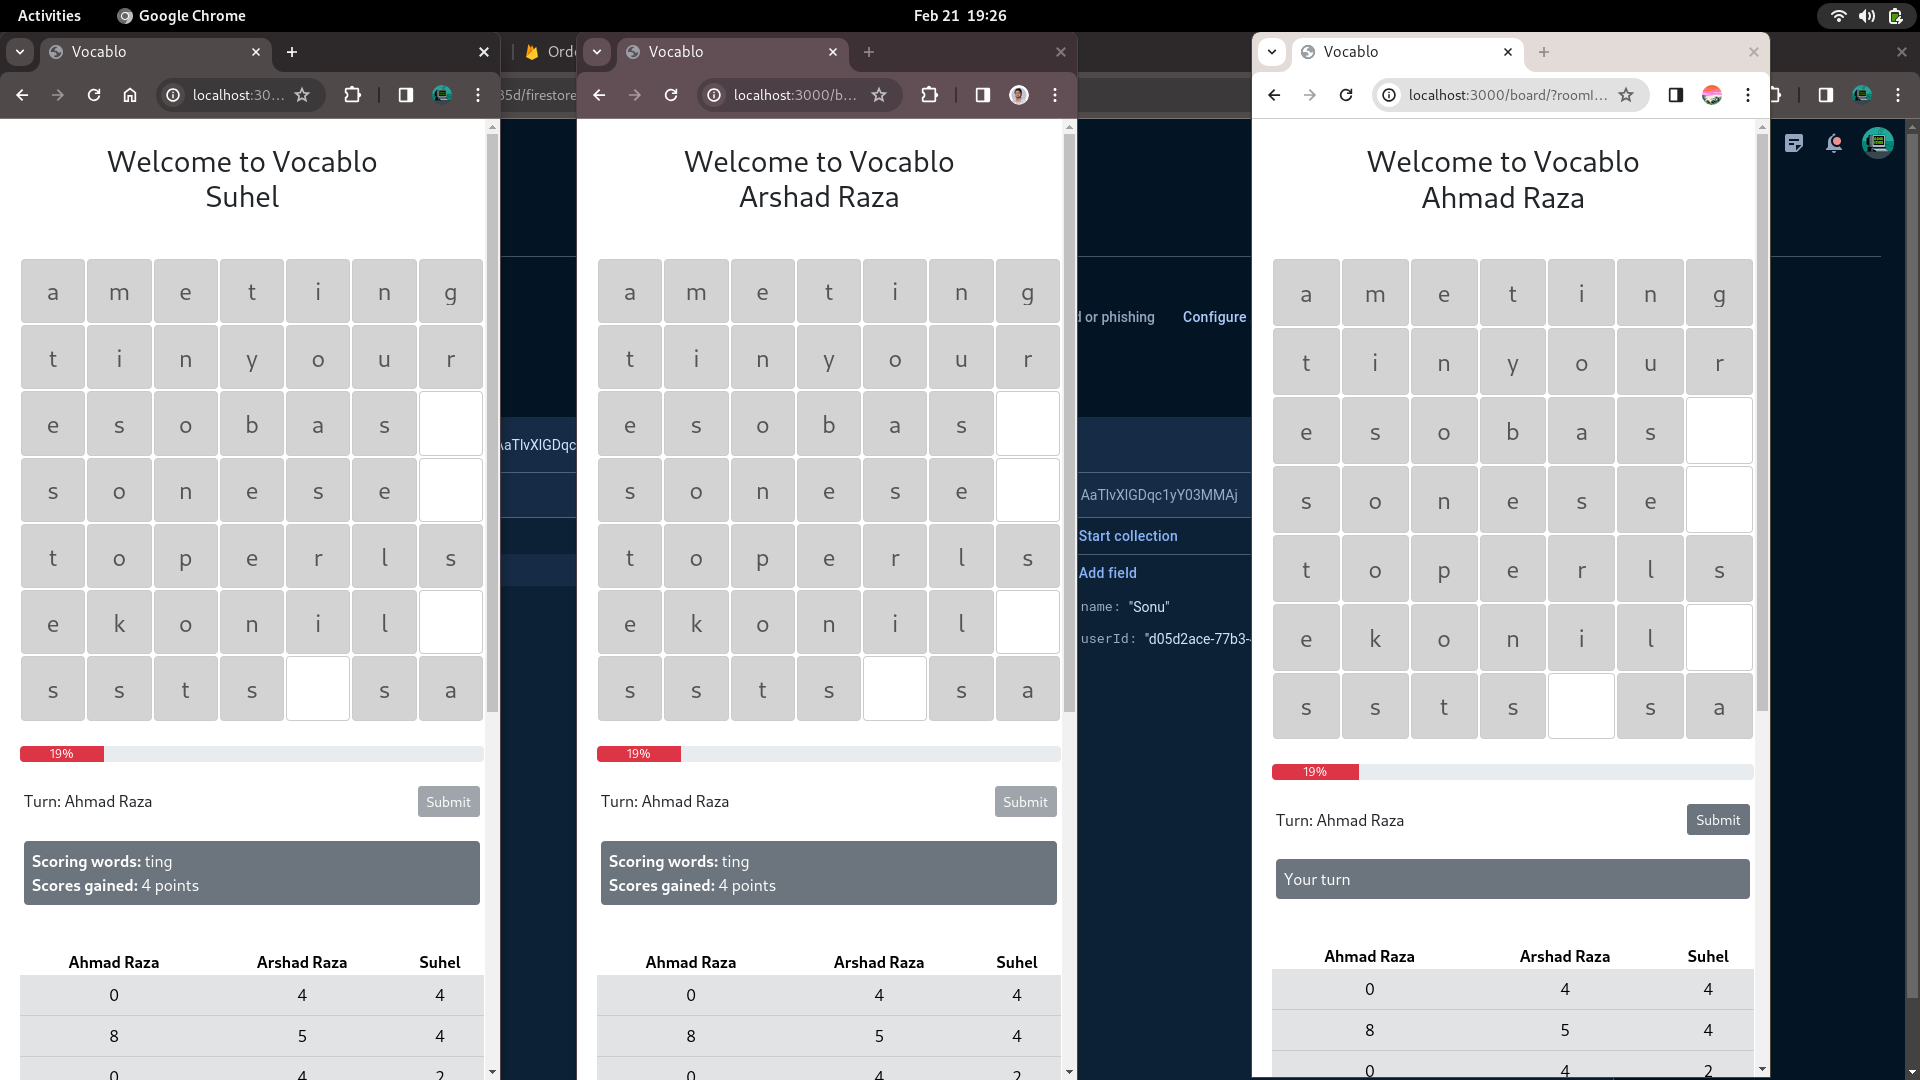 Activities
Google Chrome
Feb 21 19:26
Vocablo
localhost:30...
Welcome to Vocablo
Suhel
a m e t i n g
t i n y o u r
e s o b a s
s o n e s e
t o p e r l s
e k o n i l
s s t s s a
19%
Turn: Ahmad Raza
Submit
Scoring words: ting
Scores gained: 4 points
Ahmad Raza Arshad Raza Suhel
0 4 4
8 5 4
0 4 2
Vocablo
localhost:3000/b...
Welcome to Vocablo
Arshad Raza
a m e t i n g
t i n y o u r
e s o b a s
s o n e s e
t o p e r l s
e k o n i l
s s t s s a
19%
Turn: Ahmad Raza
Submit
Scoring words: ting
Scores gained: 4 points
Ahmad Raza Arshad Raza Suhel
0 4 4
8 5 4
0 4 2
Vocablo
localhost:3000/board/?rooml...
Welcome to Vocablo
Ahmad Raza
a m e t i n g
t i n y o u r
e s o b a s
s o n e s e
t o p e r l s
e k o n i l
s s t s s a
19%
Turn: Ahmad Raza
Submit
Your turn
Ahmad Raza Arshad Raza Suhel
0 4 4
8 5 4
0 4 2
Ord
35d/firestore
or phishing
Configure
AaTlvXlGDqc
AaTlvXlGDqc1yY03MMAj
Start collection
Add field
name: "Sonu"
userId: "d05d2ace-77b3-